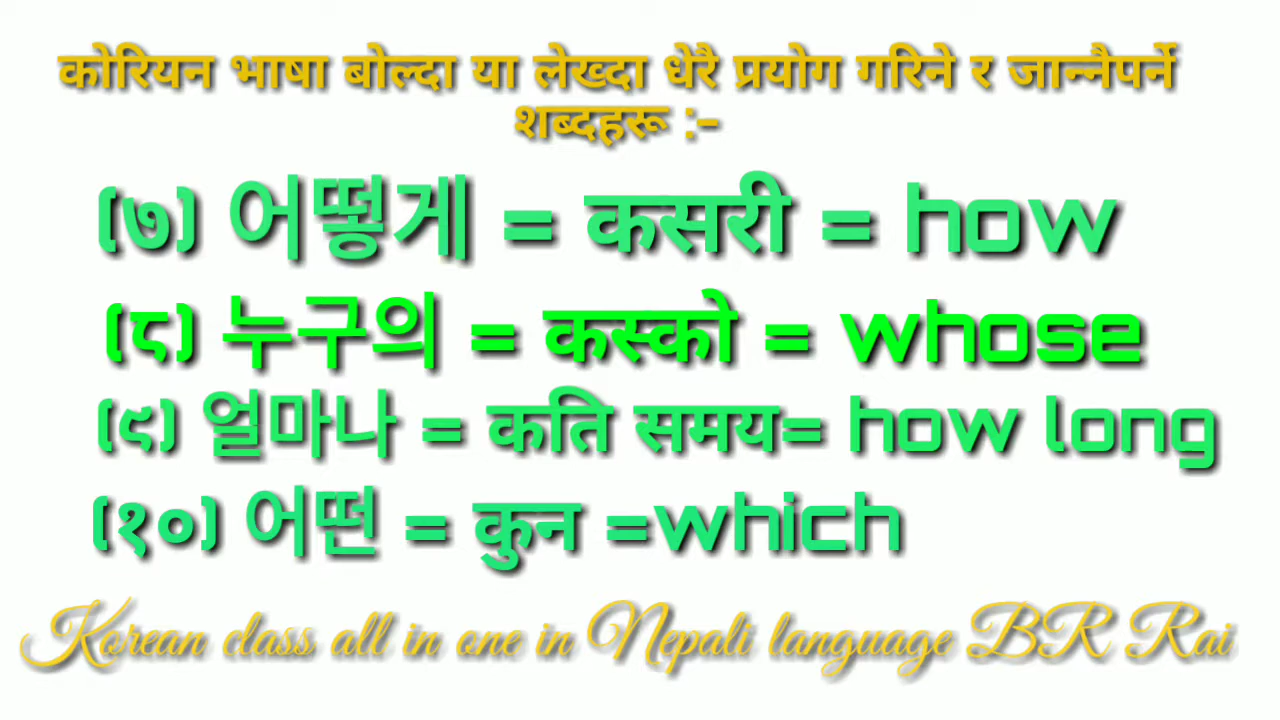 कोरियन भाषा बोल्दा या लेख्दा धेरै प्रयोग गरिने र जान्नैपर्ने
शब्दहरू :-
(७) 어떻게 = कसरी = how
(८) 누구의 = कस्को = whose
(९) 얼마나 = कति समय= how long
(१०) 어떤 = कुन =which
Korean class all in one in Nepali language BR Rai